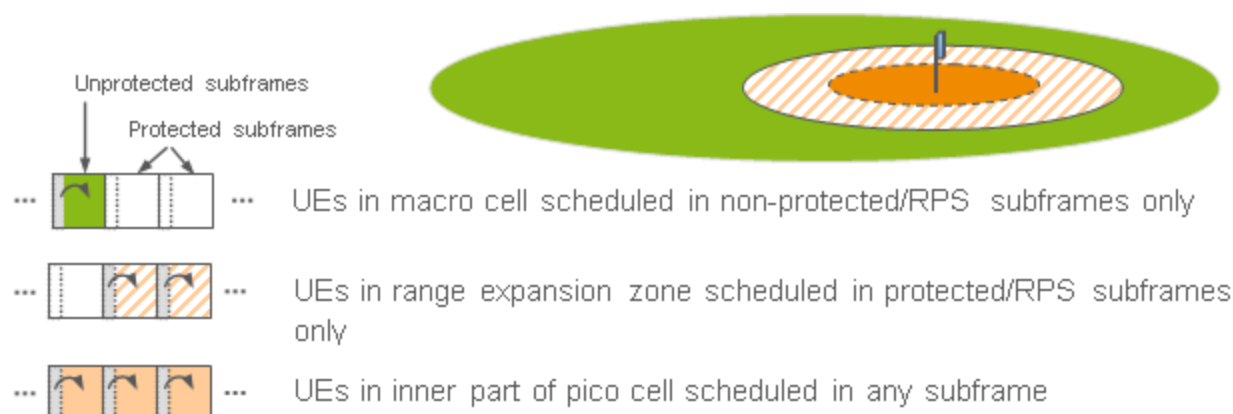 Unprotected subframes
Protected subframes
... ... UEs in macro cell scheduled in non-protected/RPS subframes only
... ... UEs in range expansion zone scheduled in protected/RPS subframes
only
... ... UEs in inner part of pico cell scheduled in any subframe